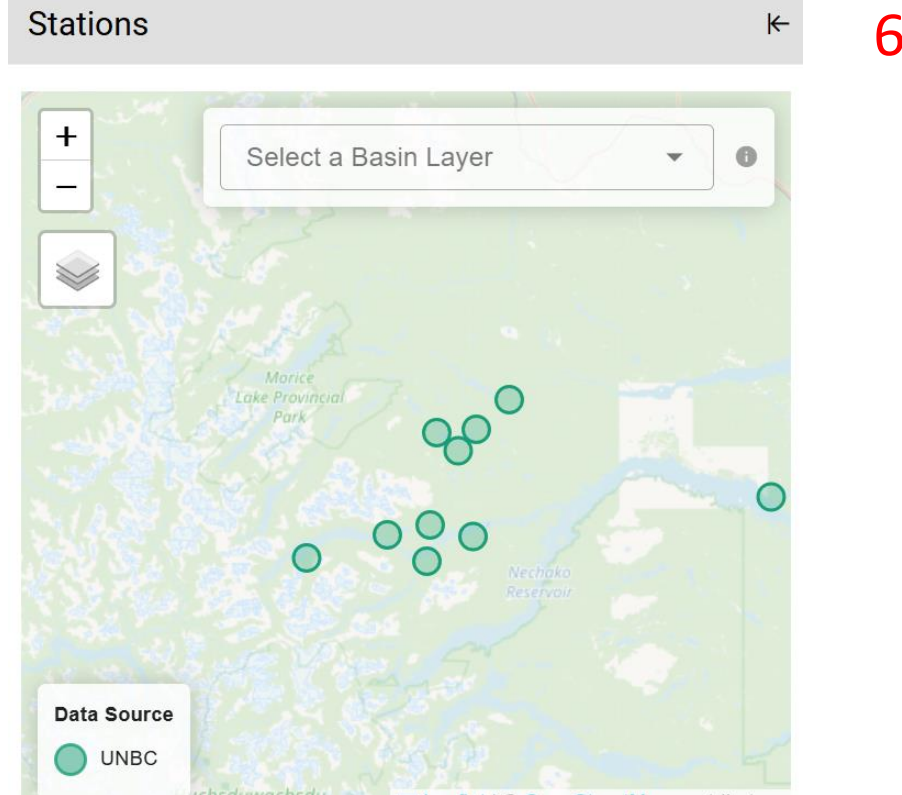 Stations
6
+
Select a Basin Layer
−
Morice
Lake Provincial
Park
Nechako
Reservoir
Data Source
UNBC